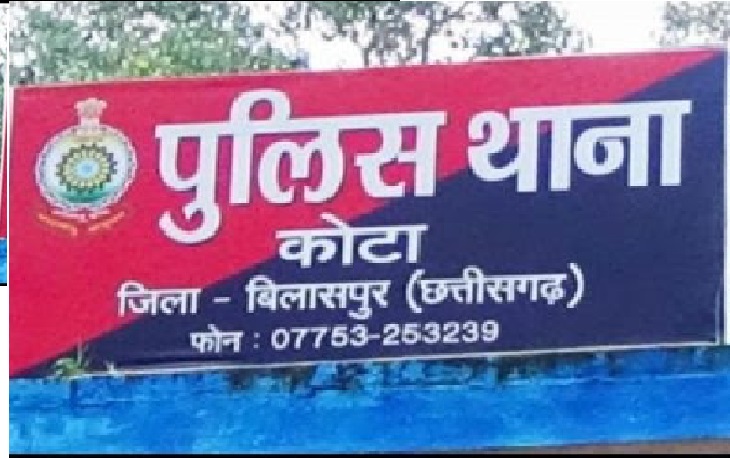 पुलिस थाना
कोटा
जिला - बिलासपुर (छत्तीसगढ़)
फोन : 07753-253239